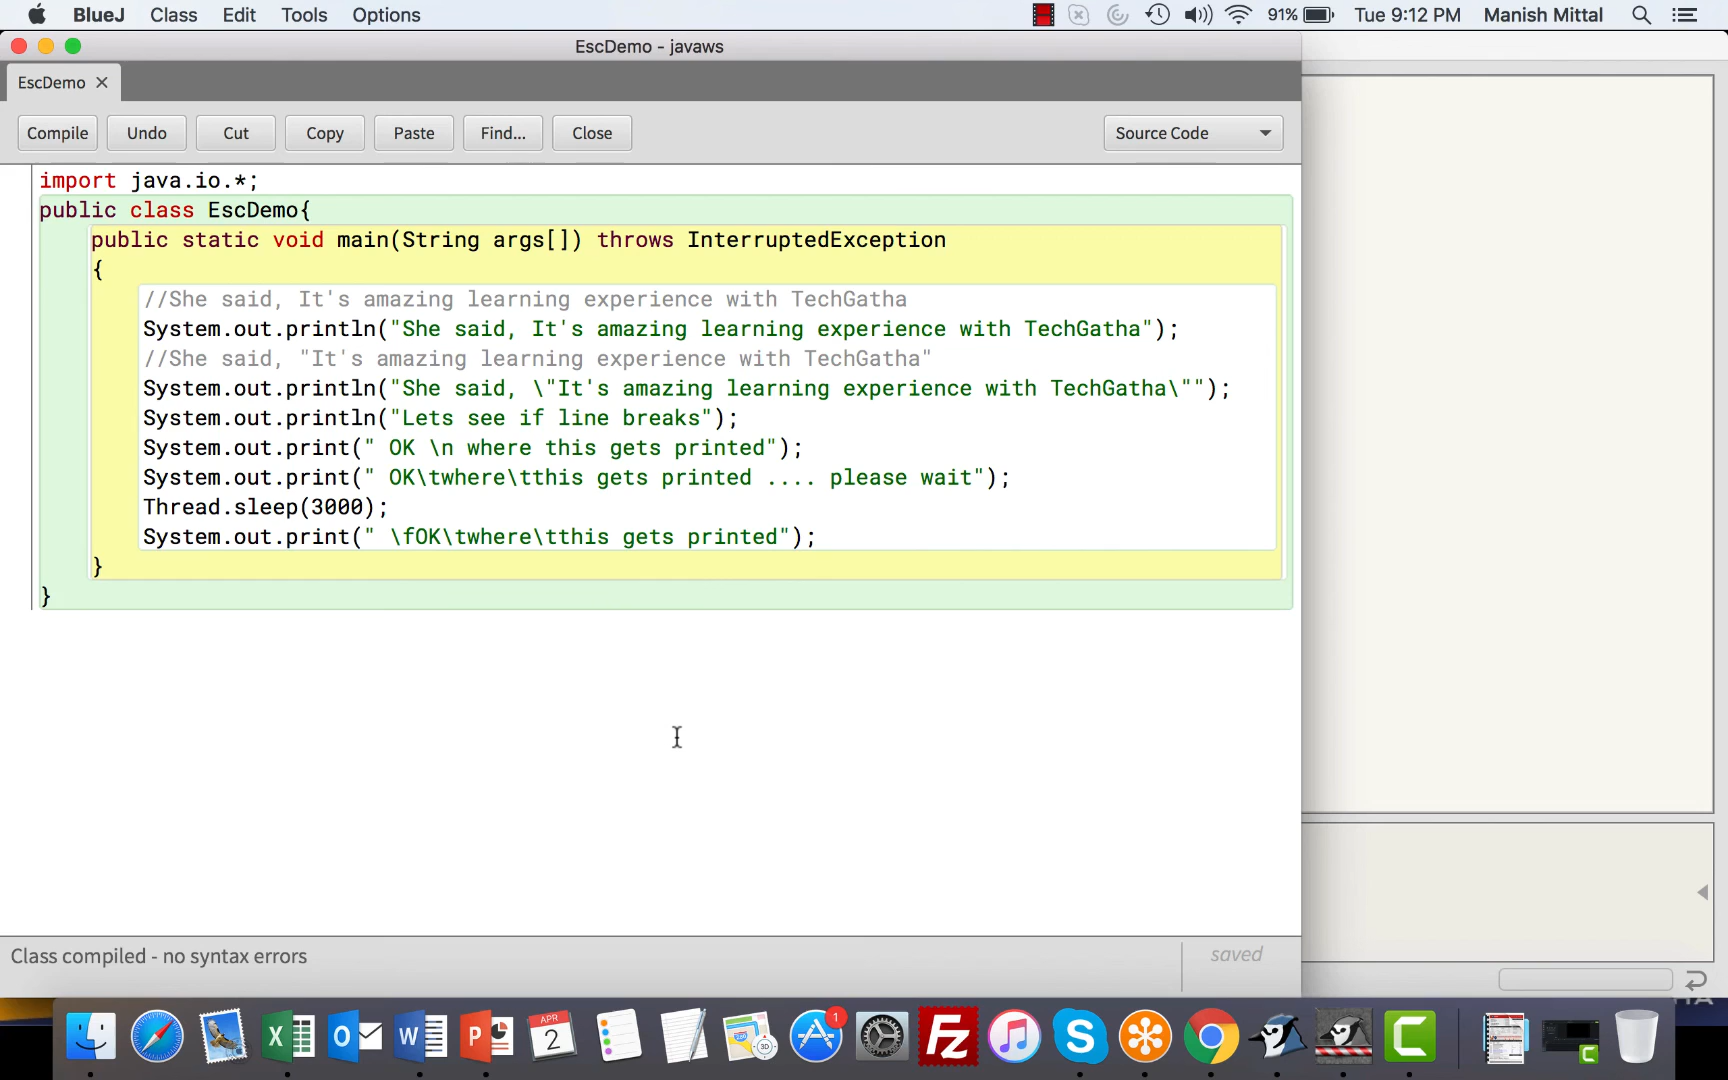 BlueJ Class Edit Tools Options 91% Tue 9:12 PM Manish Mittal
EscDemo - javaws
EscDemo
Compile Undo Cut Copy Paste Find... Close Source Code
import java.io.*;
public class EscDemo{
public static void main(String args[]) throws InterruptedException
{
//She said, It's amazing learning experience with TechGatha
System.out.println("She said, It's amazing learning experience with TechGatha");
//She said, "It's amazing learning experience with TechGatha"
System.out.println("She said, \"It's amazing learning experience with TechGatha\"");
System.out.println("Lets see if line breaks");
System.out.print(" OK \n where this gets printed");
System.out.print(" OK\twhere\tthis gets printed .... please wait");
Thread.sleep(3000);
System.out.print(" \fOK\twhere\tthis gets printed");
}
}
Class compiled - no syntax errors
saved
APR
2
3D
1